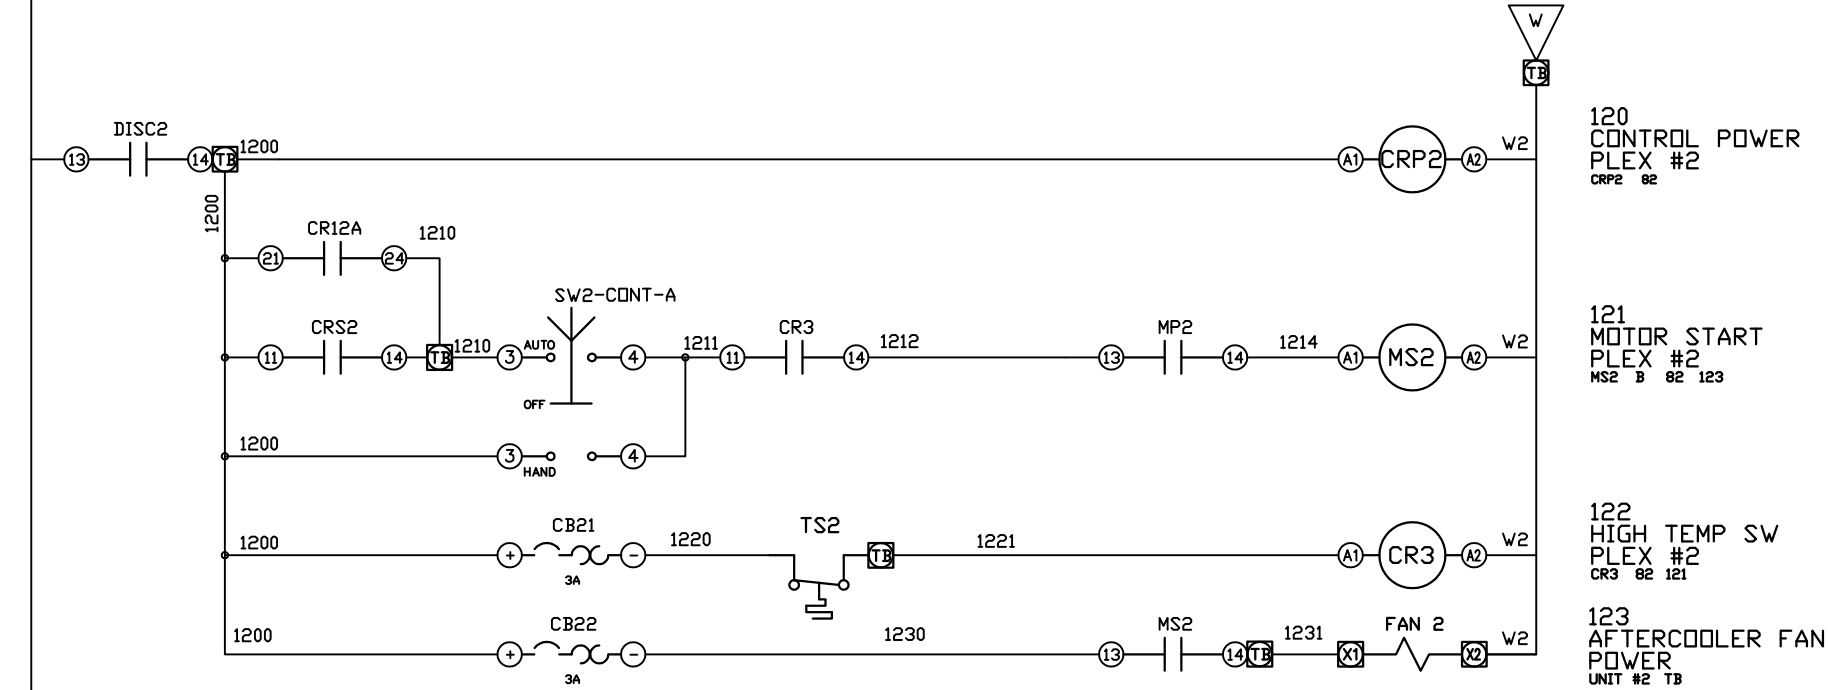 W
TB
DISC2
13 14 TB 1200 A1 CRP2 A2 W2
120
CONTROL POWER
PLEX #2
CRP2 82
1200
CR12A
21 24 1210
SW2-CONT-A
CRS2
11 14 TB 1210 3 AUTO 4 1211 CR3 11 14 1212 MP2 13 14 1214 A1 MS2 A2 W2
OFF
121
MOTOR START
PLEX #2
MS2 B 82 123
1200 3 4
HAND
CB21
1200 + - 1220 TS2 TB 1221 A1 CR3 A2 W2
3A
122
HIGH TEMP SW
PLEX #2
CR3 82 121
CB22
1200 + - 1230 MS2 13 14 TB 1231 X1 FAN 2 X2 W2
3A
123
AFTERCOOLER FAN
POWER
UNIT #2 TB